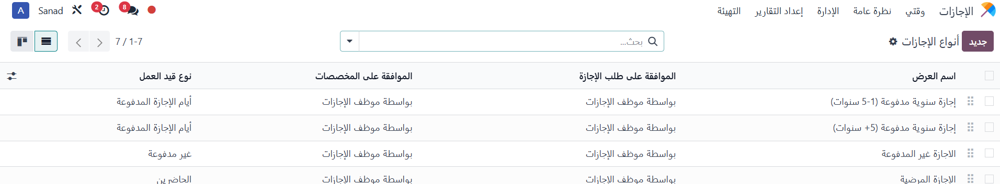 الإجازات وقتي نظرة عامة الإدارة إعداد التقارير التهيئة 8 2 Sanad A
جديد أنواع الإجازات بحث... 7 / 1-7
اسم العرض الموافقة على طلب الإجازة الموافقة على المخصصات نوع قيد العمل
إجازة سنوية مدفوعة (1-5 سنوات) بواسطة موظف الإجازات بواسطة موظف الإجازات أيام الإجازة المدفوعة
إجازة سنوية مدفوعة (5+ سنوات) بواسطة موظف الإجازات بواسطة موظف الإجازات أيام الإجازة المدفوعة
الاجازة غير المدفوعة بواسطة موظف الإجازات بواسطة موظف الإجازات غير مدفوعة
الإجازة المرضية بواسطة موظف الإجازات بواسطة موظف الإجازات الحاضرين